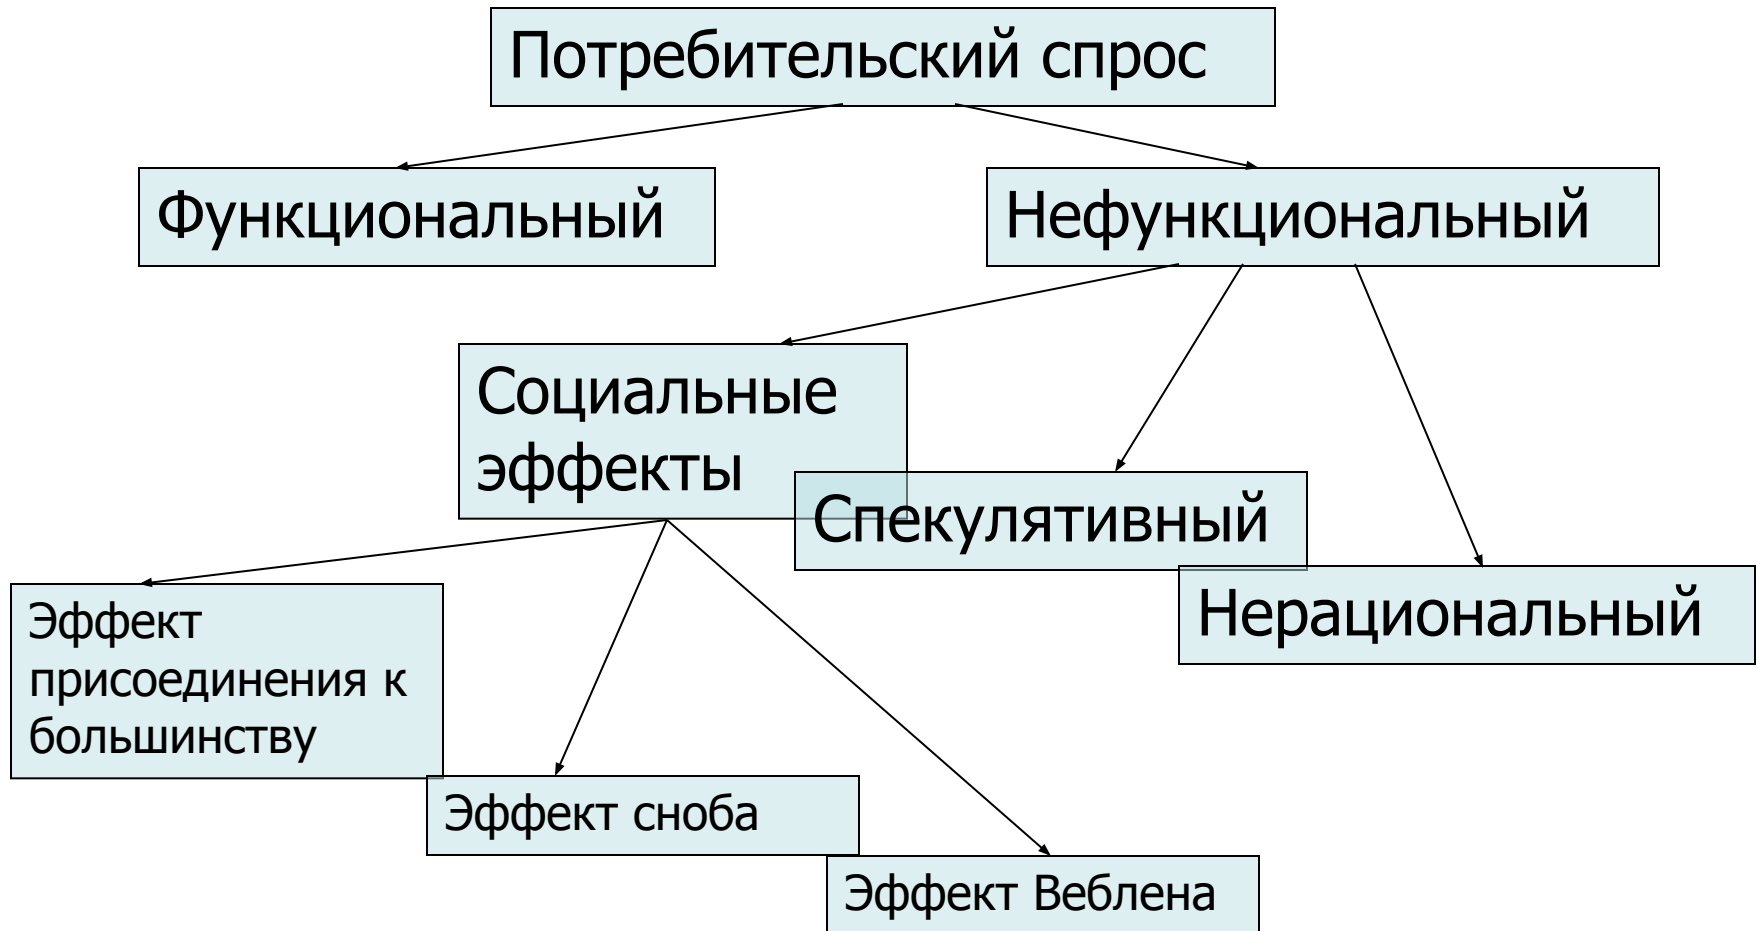 Потребительский спрос
Функциональный
Нефункциональный
Социальные
эффекты
Спекулятивный
Нерациональный
Эффект
присоединения к
большинству
Эффект сноба
Эффект Веблена